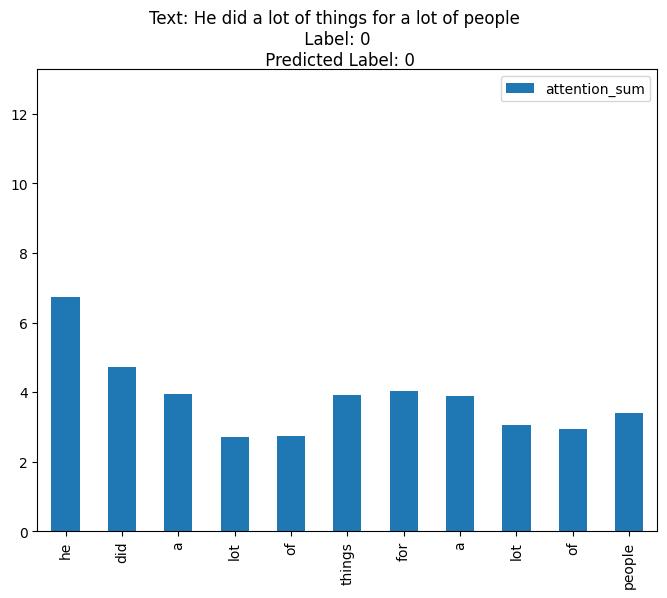 Text: He did a lot of things for a lot of people
Label: 0
Predicted Label: 0
attention_sum
12
10
8
6
4
2
0
he
did
a
lot
of
things
for
a
lot
of
people